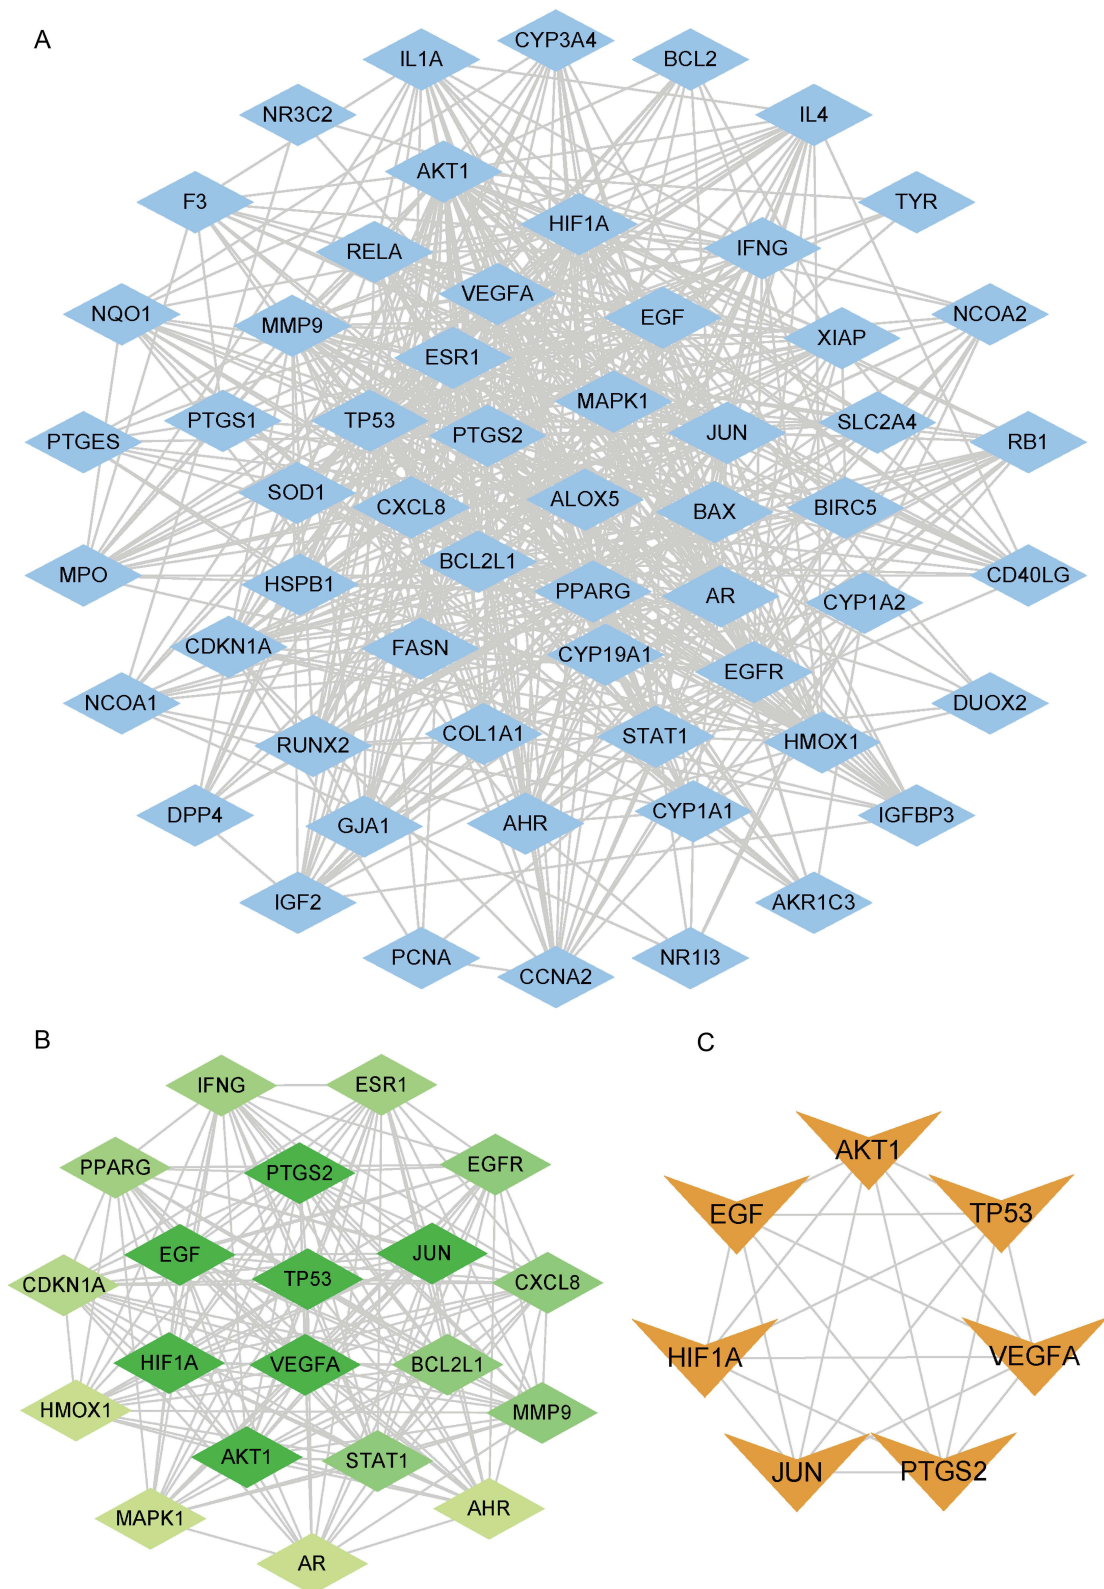 A
CYP3A4
IL1A
BCL2
NR3C2
IL4
AKT1
F3
TYR
HIF1A
RELA
IFNG
VEGFA
NQO1
MMP9
EGF
NCOA2
XIAP
ESR1
MAPK1
PTGS1
TP53
PTGES
PTGS2
JUN
SLC2A4
RB1
SOD1
CXCL8
ALOX5
BAX
BIRC5
BCL2L1
MPO
HSPB1
CD40LG
PPARG
AR
CYP1A2
CDKN1A
FASN
CYP19A1
EGFR
NCOA1
DUOX2
RUNX2
COL1A1
STAT1
HMOX1
DPP4
GJA1
AHR
CYP1A1
IGFBP3
IGF2
AKR1C3
PCNA
CCNA2
NR1I3
B
IFNG
ESR1
PPARG
PTGS2
EGFR
EGF
JUN
CDKN1A
TP53
CXCL8
HIF1A
VEGFA
BCL2L1
HMOX1
MMP9
AKT1
STAT1
MAPK1
AHR
AR
C
AKT1
EGF
TP53
HIF1A
VEGFA
JUN
PTGS2